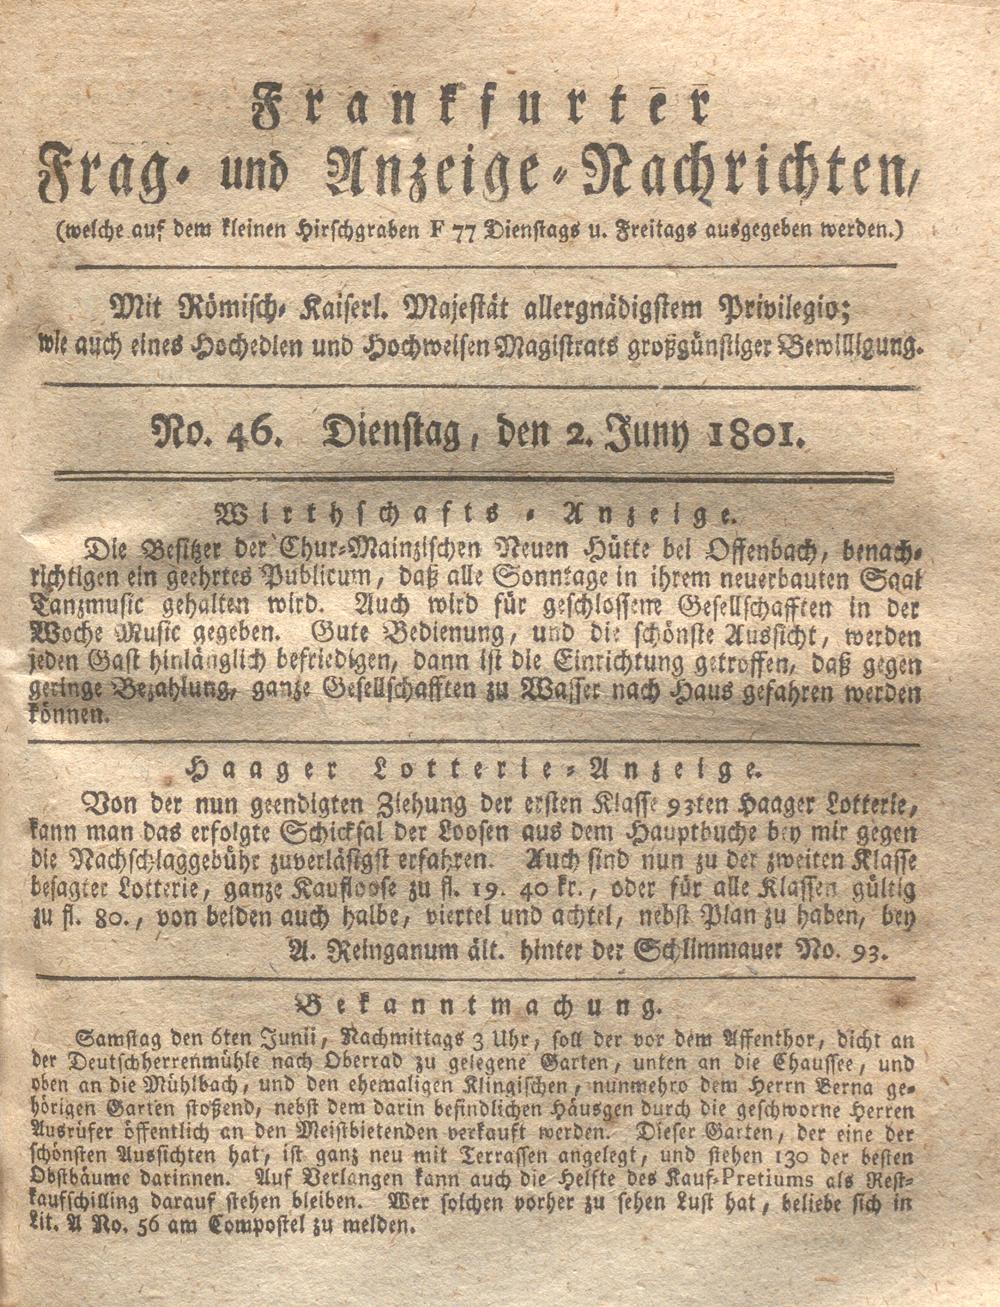 Frankfurter
Frag- und Anzeige-Nachrichten,
(welche auf dem kleinen Hirschgraben F 77 Dienstags u. Freitags ausgegeben werden.)
Mit Römisch- Kaiserl. Majestät allergnädigstem Privilegio;
wie auch eines Hochedlen und Hochweisen Magistrats großgünstiger Bewilligung.
No. 46. Dienstag, den 2. Juny 1801.
Wirthschafts-Anzeige.
Die Besitzer der Chur-Mainzischen Neuen Hütte bei Offenbach, benach-
richtigen ein geehrtes Publicum, daß alle Sonntage in ihrem neuerbauten Saal
Tanzmusic gehalten wird. Auch wird für geschlossene Gesellschafften in der
Woche Music gegeben. Gute Bedienung, und die schönste Aussicht, werden
jeden Gast hinlänglich befriedigen, dann ist die Einrichtung getroffen, daß gegen
geringe Bezahlung, ganze Gesellschafften zu Wasser nach Haus gefahren werden
können.
Haager Lotterie-Anzeige.
Von der nun geendigten Ziehung der ersten Klasse 93ten Haager Lotterie,
kann man das erfolgte Schicksal der Loosen aus dem Hauptbuche bey mir gegen
die Nachschlaggebühr zuverläsigst erfahren. Auch sind nun zu der zweiten Klasse
besagter Lotterie, ganze Kaufloose zu fl. 19. 40 kr., oder für alle Klassen gültig
zu fl. 80., von beiden auch halbe, viertel und achtel, nebst Plan zu haben, bey
A. Reinganum ält. hinter der Schlimmauer No. 93.
Bekanntmachung.
Samstag den 6ten Junii, Nachmittags 3 Uhr, soll der vor dem Affenthor, dicht an
der Deutschherrenmühle nach Oberrad zu gelegene Garten, unten an die Chaussee, und
oben an die Mühlbach, und den ehemaligen Klingischen, nunmehro dem Herrn Berna ge-
hörigen Garten stoßend, nebst dem darin befindlichen Häusgen durch die geschworne Herren
Ausrüfer öffentlich an den Meistbietenden verkauft werden. Dieser Garten, der eine der
schönsten Aussichten hat, ist ganz neu mit Terrassen angelegt, und stehen 130 der besten
Obstbäume darinnen. Auf Verlangen kann auch die Helfte des Kauf-Pretiums als Rest-
kaufschilling darauf stehen bleiben. Wer solchen vorher zu sehen Lust hat, beliebe sich in
Lit. A No. 56 am Compostel zu melden.